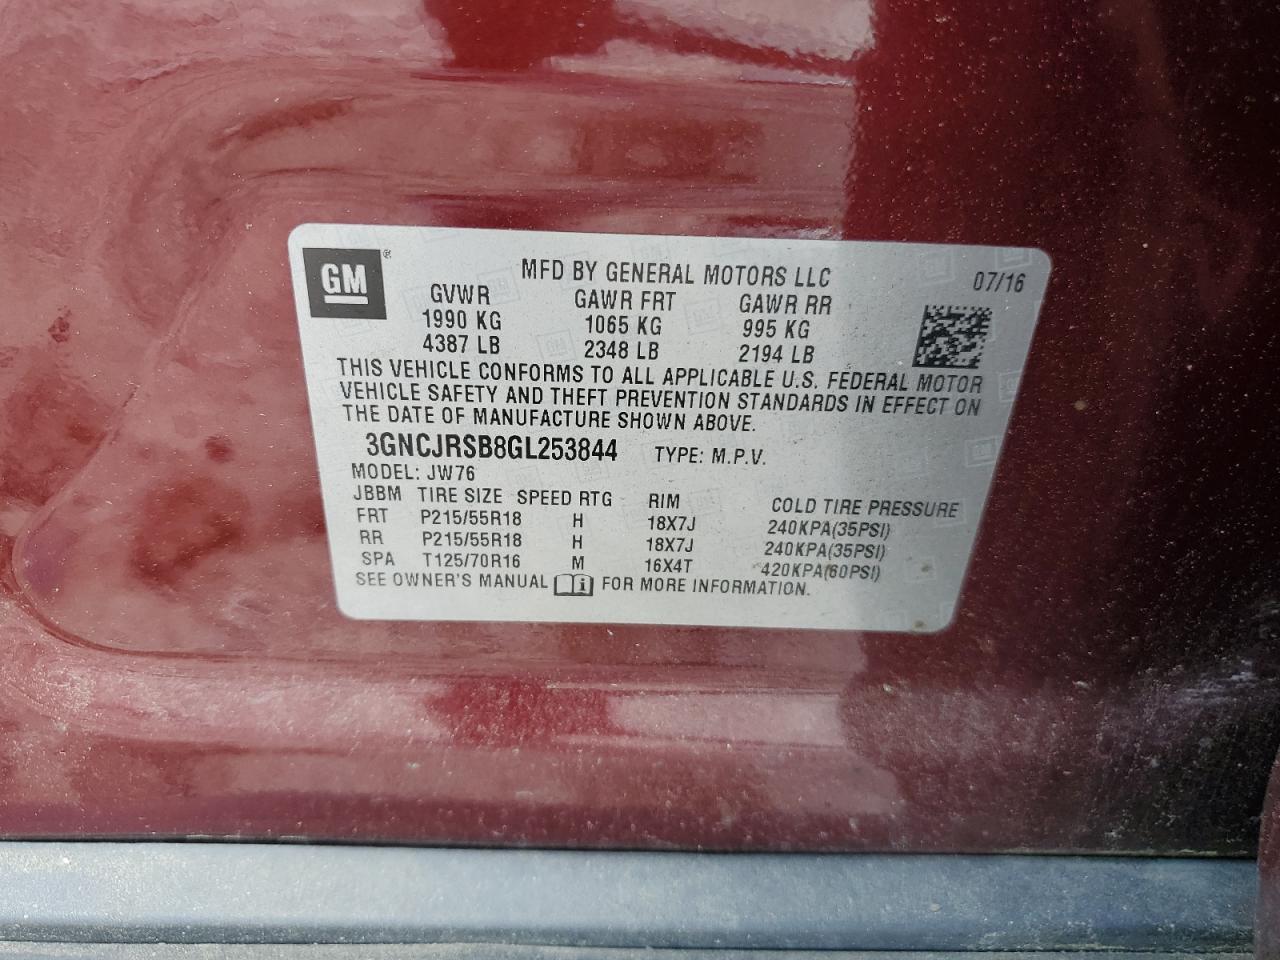 GM®
MFD BY GENERAL MOTORS LLC 07/16
GVWR GAWR FRT GAWR RR
1990 KG 1065 KG 995 KG
4387 LB 2348 LB 2194 LB
THIS VEHICLE CONFORMS TO ALL APPLICABLE U.S. FEDERAL MOTOR
VEHICLE SAFETY AND THEFT PREVENTION STANDARDS IN EFFECT ON
THE DATE OF MANUFACTURE SHOWN ABOVE.
3GNCJRSB8GL253844 TYPE: M.P.V.
MODEL: JW76
JBBM TIRE SIZE SPEED RTG RIM COLD TIRE PRESSURE
FRT P215/55R18 H 18X7J 240KPA(35PSI)
RR P215/55R18 H 18X7J 240KPA(35PSI)
SPA T125/70R16 M 16X4T 420KPA(60PSI)
SEE OWNER'S MANUAL i FOR MORE INFORMATION.